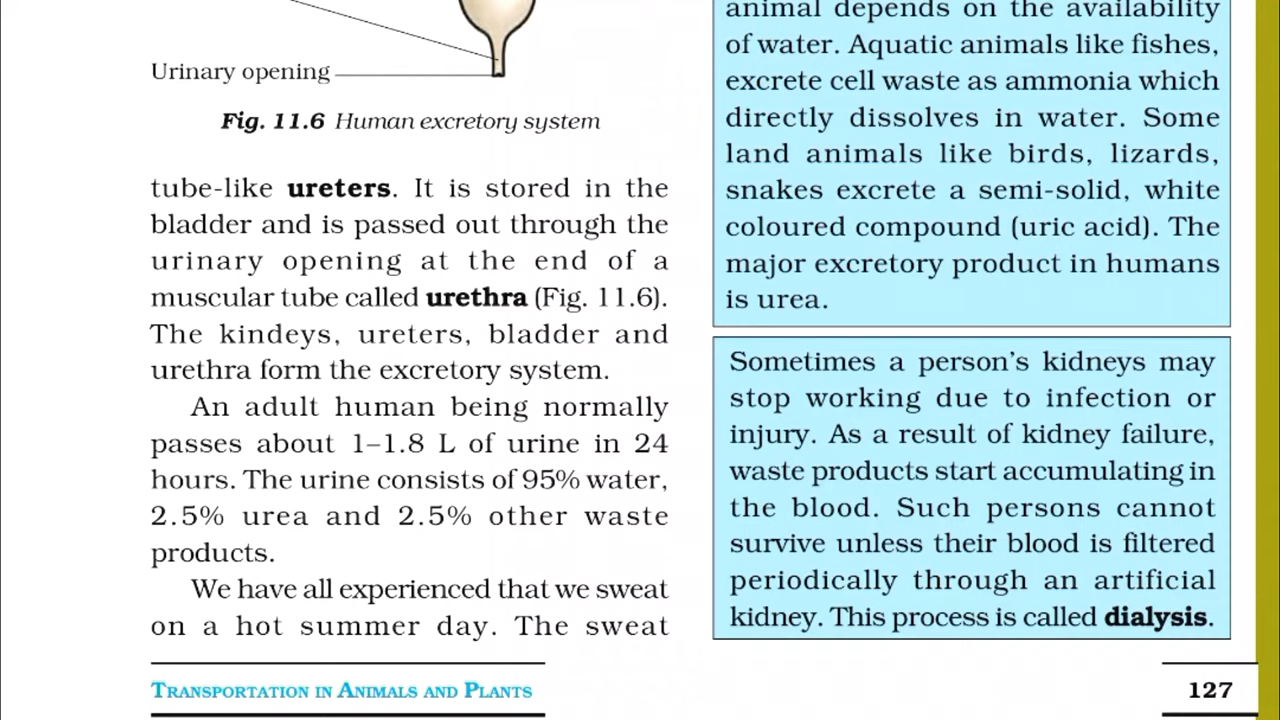 Urinary opening
Fig. 11.6 Human excretory system
tube-like ureters. It is stored in the
bladder and is passed out through the
urinary opening at the end of a
muscular tube called urethra (Fig. 11.6).
The kindeys, ureters, bladder and
urethra form the excretory system.
An adult human being normally
passes about 1–1.8 L of urine in 24
hours. The urine consists of 95% water,
2.5% urea and 2.5% other waste
products.
We have all experienced that we sweat
on a hot summer day. The sweat
animal depends on the availability
of water. Aquatic animals like fishes,
excrete cell waste as ammonia which
directly dissolves in water. Some
land animals like birds, lizards,
snakes excrete a semi-solid, white
coloured compound (uric acid). The
major excretory product in humans
is urea.
Sometimes a person's kidneys may
stop working due to infection or
injury. As a result of kidney failure,
waste products start accumulating in
the blood. Such persons cannot
survive unless their blood is filtered
periodically through an artificial
kidney. This process is called dialysis.
Transportation in Animals and Plants
127